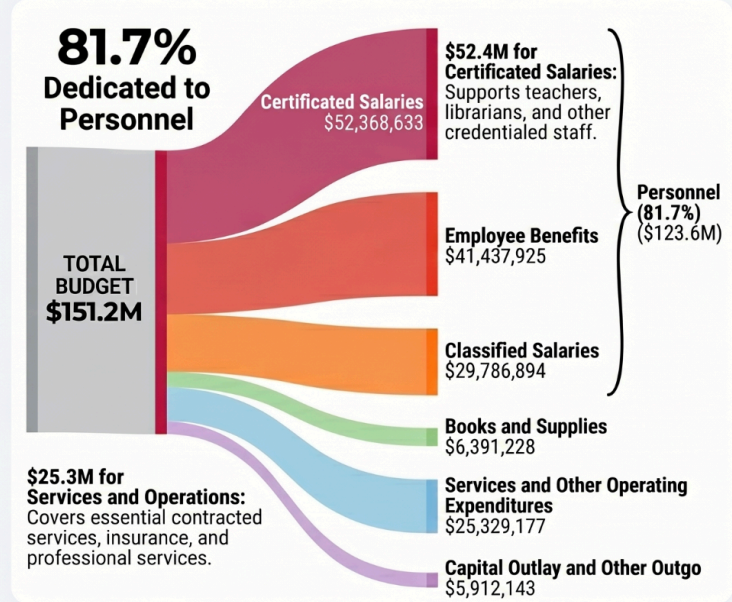 81.7%
Dedicated to
Personnel
TOTAL
BUDGET
$151.2M
$25.3M for
Services and Operations:
Covers essential contracted
services, insurance, and
professional services.
Certificated Salaries
$52,368,633
$52.4M for
Certificated Salaries:
Supports teachers,
librarians, and other
credentialed staff.
Employee Benefits
$41,437,925
Classified Salaries
$29,786,894
Personnel
(81.7%)
($123.6M)
Books and Supplies
$6,391,228
Services and Other Operating
Expenditures
$25,329,177
Capital Outlay and Other Outgo
$5,912,143